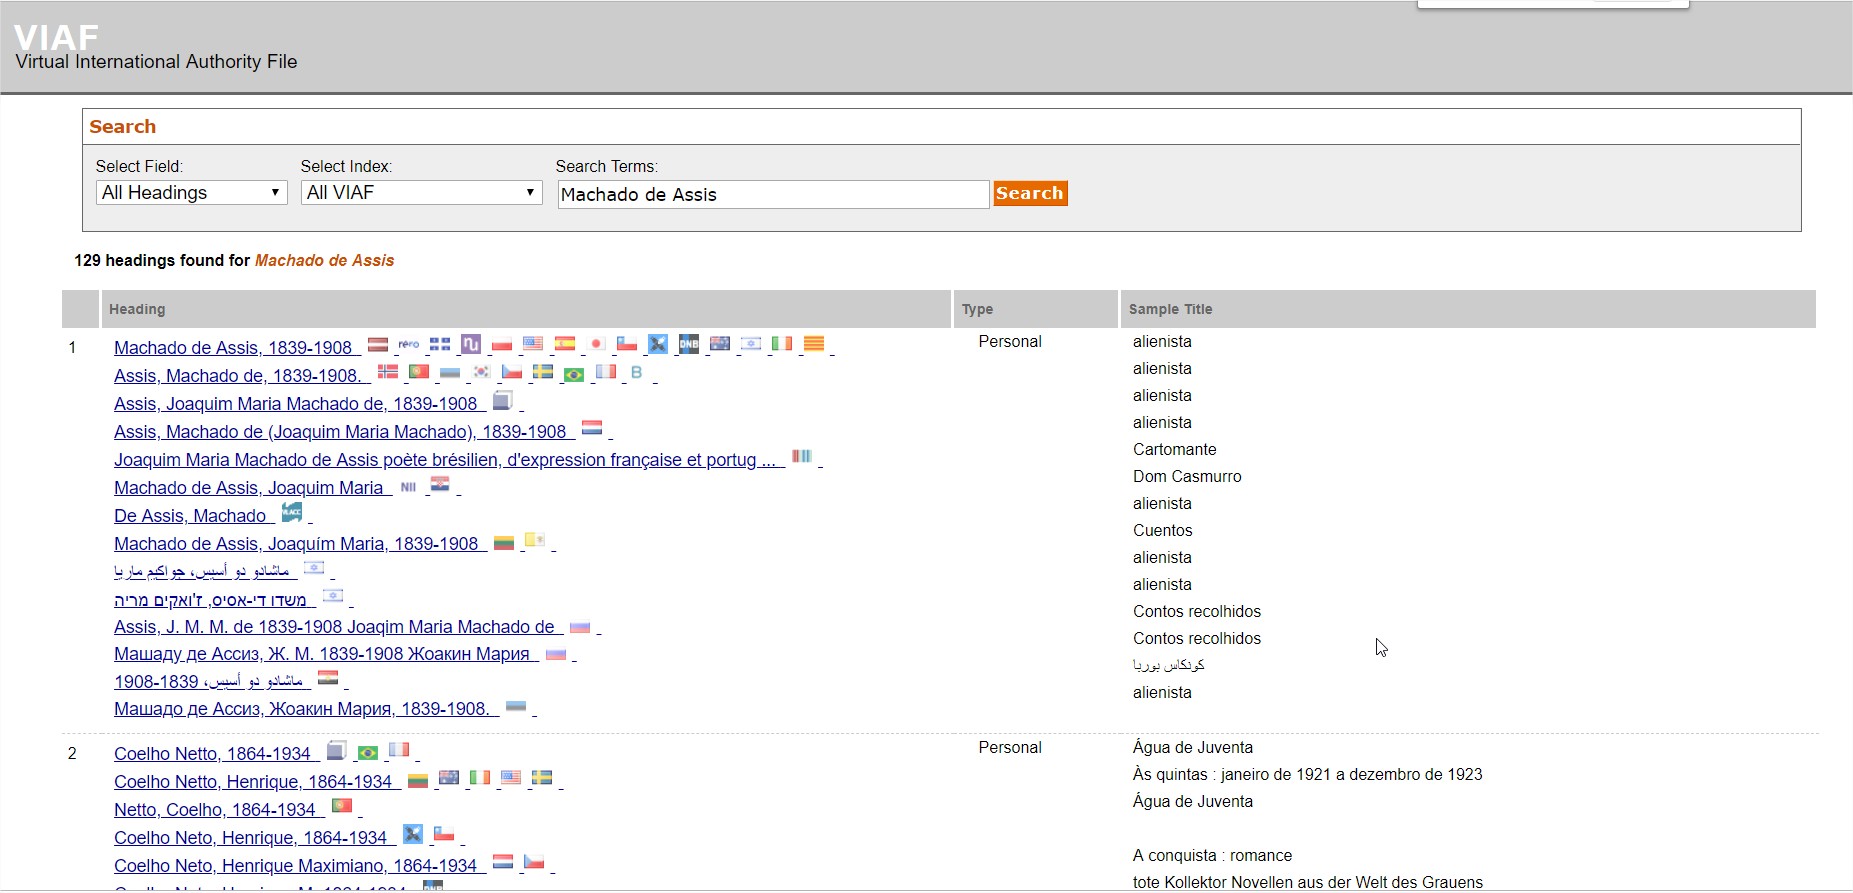 VIAF
Virtual International Authority File
Search
Select Field:
Select Index:
Search Terms:
All Headings
All VIAF
Machado de Assis
Search
129 headings found for Machado de Assis
Heading
Type
Sample Title
1
Machado de Assis, 1839-1908
rero
nu
DNB
Personal
alienista
Assis, Machado de, 1839-1908.
B
alienista
Assis, Joaquim Maria Machado de, 1839-1908
alienista
Assis, Machado de (Joaquim Maria Machado), 1839-1908
alienista
Joaquim Maria Machado de Assis poète brésilien, d'expression française et portug ...
Cartomante
Machado de Assis, Joaquim Maria
NII
Dom Casmurro
De Assis, Machado
alienista
Machado de Assis, Joaquím Maria, 1839-1908
Cuentos
ماشادو دو أسيس، جواكيم ماريا
alienista
משדו די-אסיס, ז'ואקים מריה
alienista
Assis, J. M. M. de 1839-1908 Joaqim Maria Machado de
Contos recolhidos
Машаду де Ассиз, Ж. М. 1839-1908 Жоакин Мария
Contos recolhidos
ماشادو دو أسيس، 1839-1908
كونكاس بوربا
Машадо де Ассиз, Жоакин Мария, 1839-1908.
alienista
2
Coelho Netto, 1864-1934
Personal
Água de Juventa
Coelho Netto, Henrique, 1864-1934
Às quintas : janeiro de 1921 a dezembro de 1923
Netto, Coelho, 1864-1934
Água de Juventa
Coelho Neto, Henrique, 1864-1934
Coelho Neto, Henrique Maximiano, 1864-1934
A conquista : romance
tote Kollektor Novellen aus der Welt des Grauens